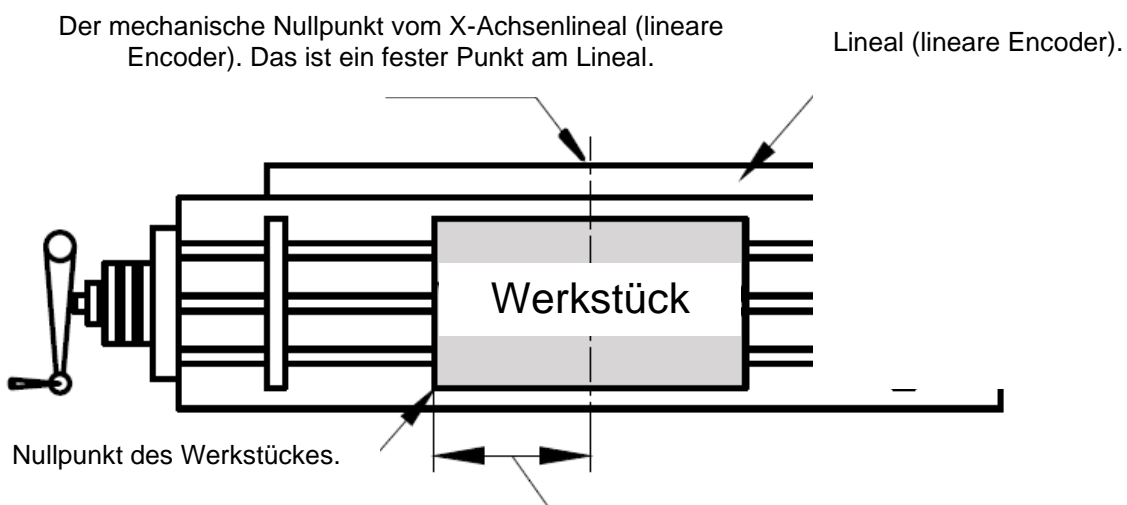 Der mechanische Nullpunkt vom X-Achsenlineal (lineare
Encoder). Das ist ein fester Punkt am Lineal.
Lineal (lineare Encoder).
Werkstück
Nullpunkt des Werkstückes.